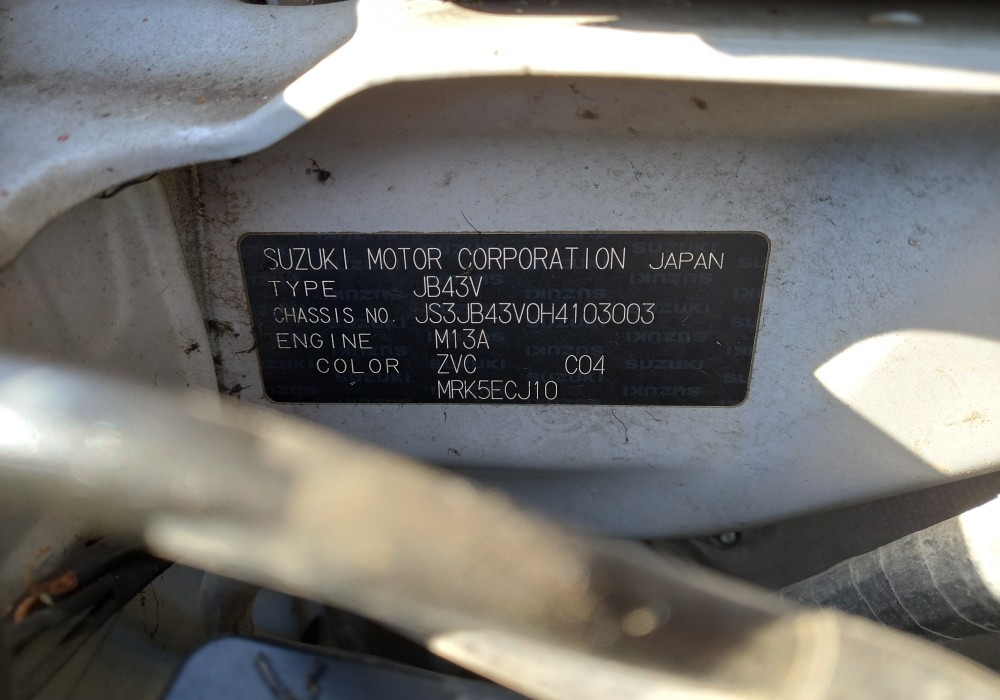 SUZUKI MOTOR CORPORATION JAPAN
TYPE JB43V
CHASSIS NO. JS3JB43V0H4103003
ENGINE M13A
COLOR ZVC C04
MRK5ECJ10